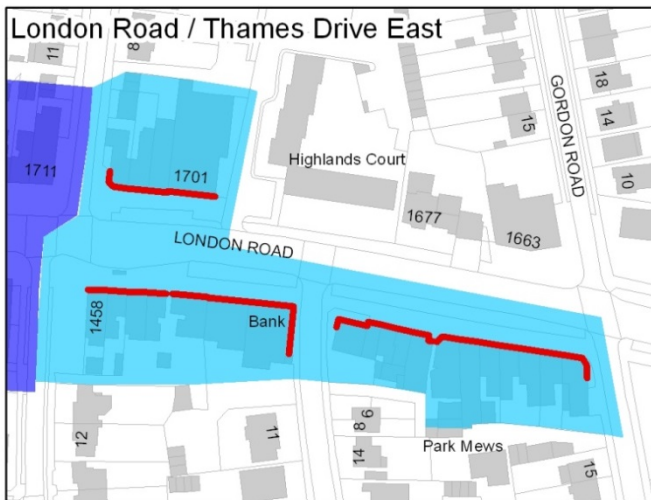 London Road / Thames Drive East
11
8
18
15
14
1711
1701
Highlands Court
GORDON ROAD
10
1677
1663
LONDON ROAD
1458
Bank
12
11
8
6
14
Park Mews
15